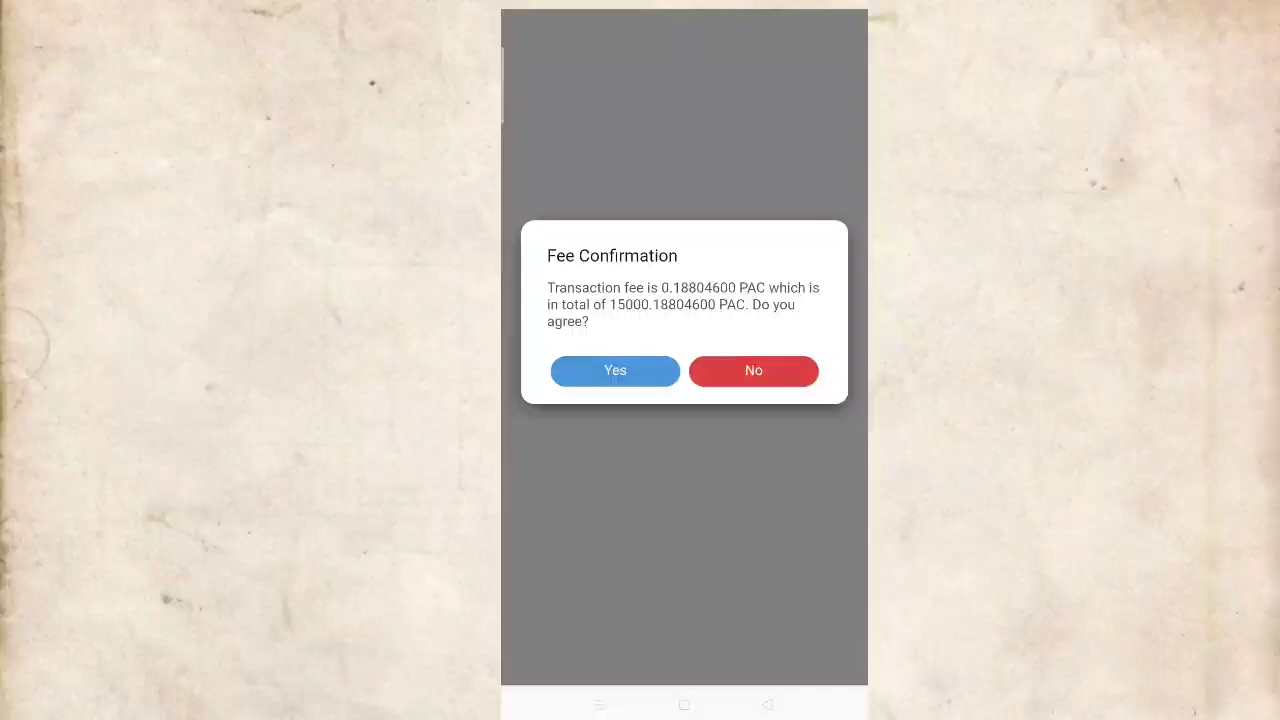 Fee Confirmation
Transaction fee is 0.18804600 PAC which is
in total of 15000.18804600 PAC. Do you
agree?
Yes
No